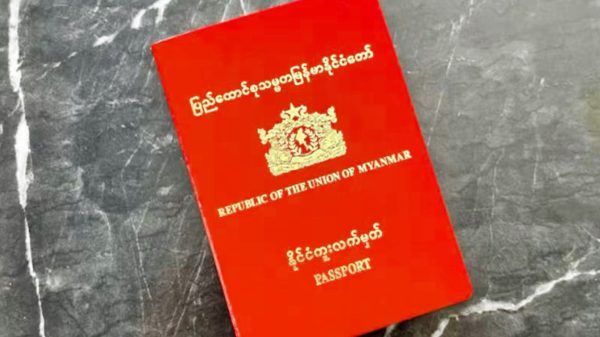 ပြည်ထောင်စုသမ္မတမြန်မာနိုင်ငံတော်
REPUBLIC OF THE UNION OF MYANMAR
နိုင်ငံကူးလက်မှတ်
PASSPORT